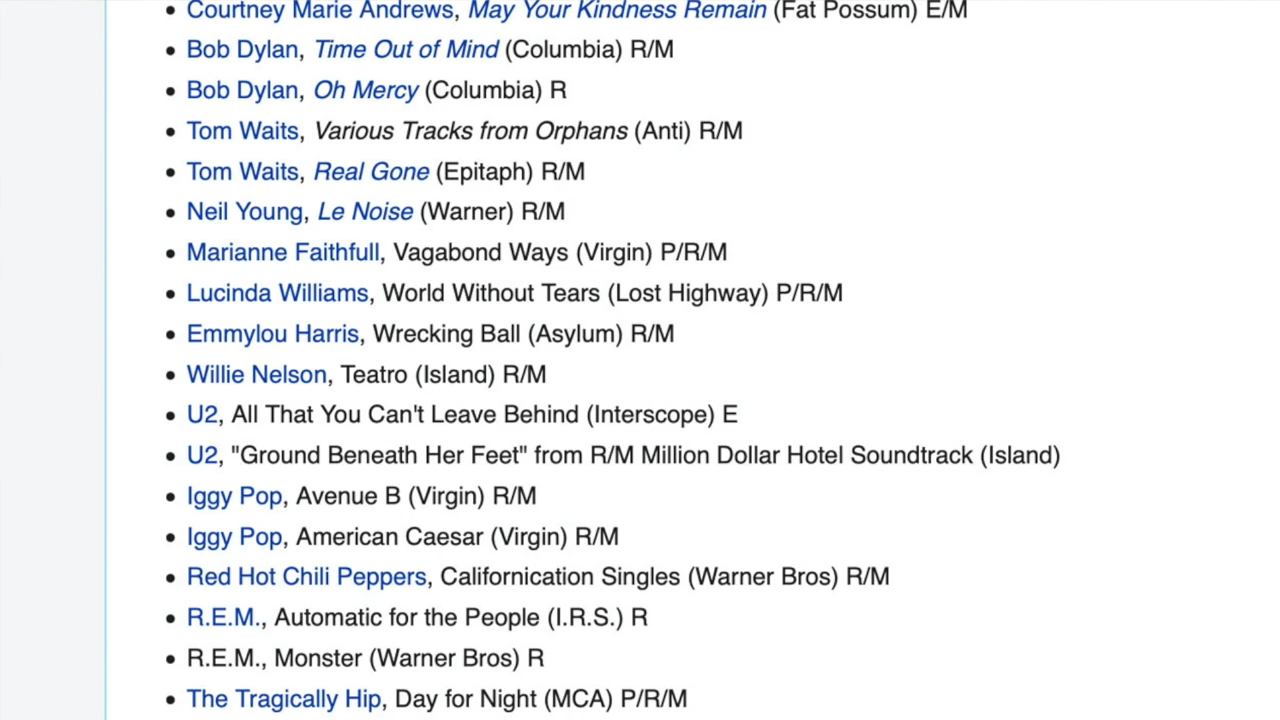 Courtney Marie Andrews, May Your Kindness Remain (Fat Possum) E/M
Bob Dylan, Time Out of Mind (Columbia) R/M
Bob Dylan, Oh Mercy (Columbia) R
Tom Waits, Various Tracks from Orphans (Anti) R/M
Tom Waits, Real Gone (Epitaph) R/M
Neil Young, Le Noise (Warner) R/M
Marianne Faithfull, Vagabond Ways (Virgin) P/R/M
Lucinda Williams, World Without Tears (Lost Highway) P/R/M
Emmylou Harris, Wrecking Ball (Asylum) R/M
Willie Nelson, Teatro (Island) R/M
U2, All That You Can't Leave Behind (Interscope) E
U2, "Ground Beneath Her Feet" from R/M Million Dollar Hotel Soundtrack (Island)
Iggy Pop, Avenue B (Virgin) R/M
Iggy Pop, American Caesar (Virgin) R/M
Red Hot Chili Peppers, Californication Singles (Warner Bros) R/M
R.E.M., Automatic for the People (I.R.S.) R
R.E.M., Monster (Warner Bros) R
The Tragically Hip, Day for Night (MCA) P/R/M